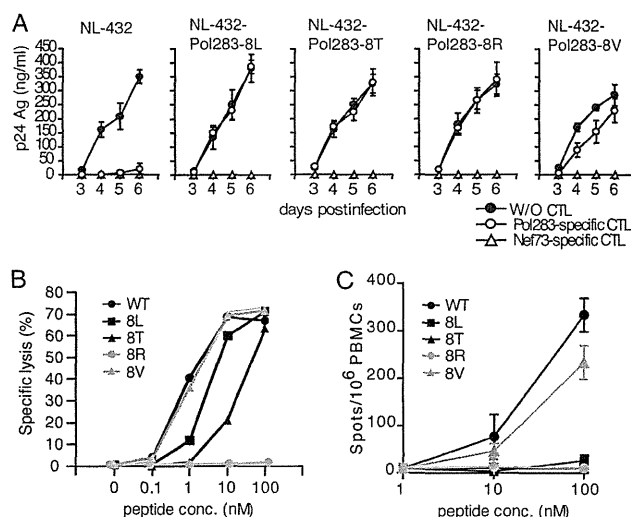 A
NL-432
NL-432-
Pol283-8L
NL-432-
Pol283-8T
NL-432-
Pol283-8R
NL-432-
Pol283-8V
p24 Ag (ng/ml)
450
400
350
300
250
200
150
100
50
0
3 4 5 6
3 4 5 6
3 4 5 6
3 4 5 6
3 4 5 6
days postinfection
W/O CTL
Pol283-specific CTL
Nef73-specific CTL
B
WT
8L
8T
8R
8V
Specific lysis (%)
80
70
60
50
40
30
20
10
0
0 0.1 1 10 100
peptide conc. (nM)
C
WT
8L
8T
8R
8V
Spots/10⁶ PBMCs
400
300
200
100
0
1 10 100
peptide conc. (nM)